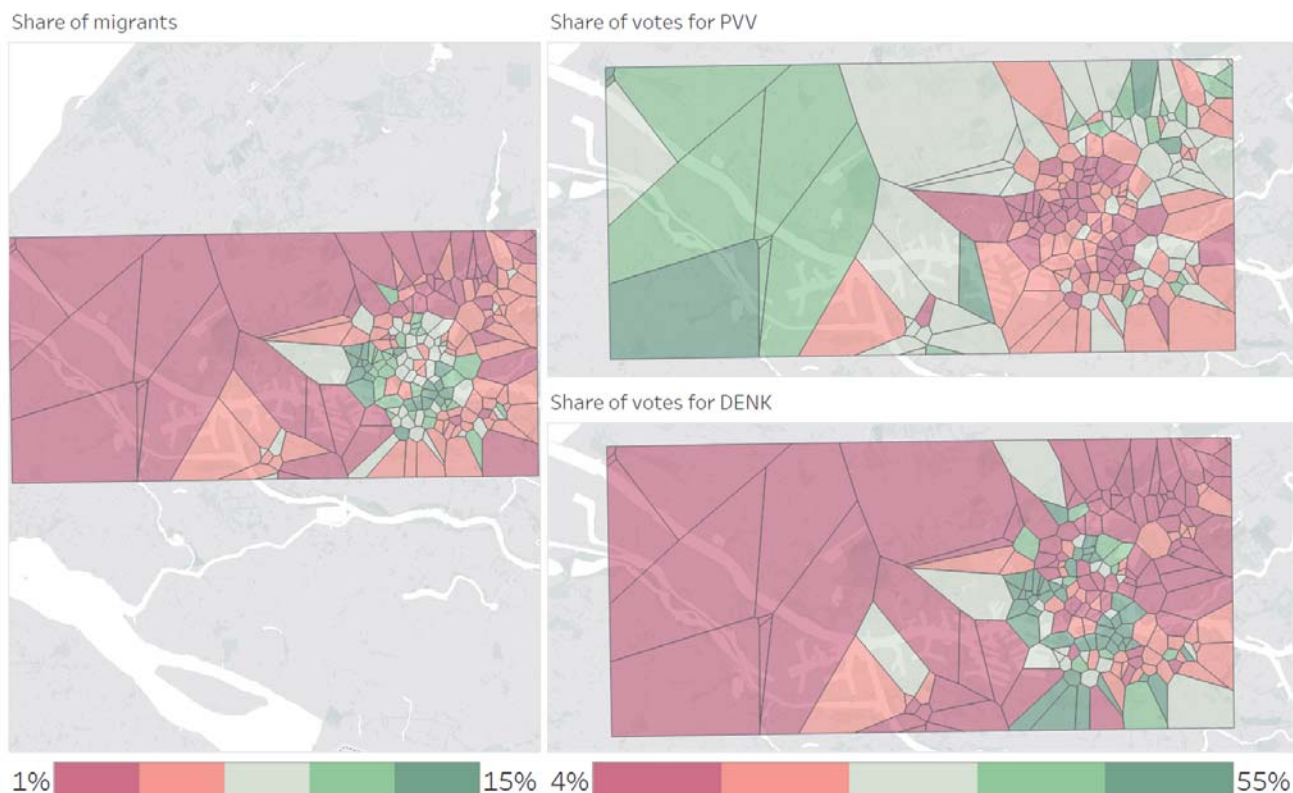 Share of migrants
Share of votes for PVV
Share of votes for DENK
1% 15%
4% 55%